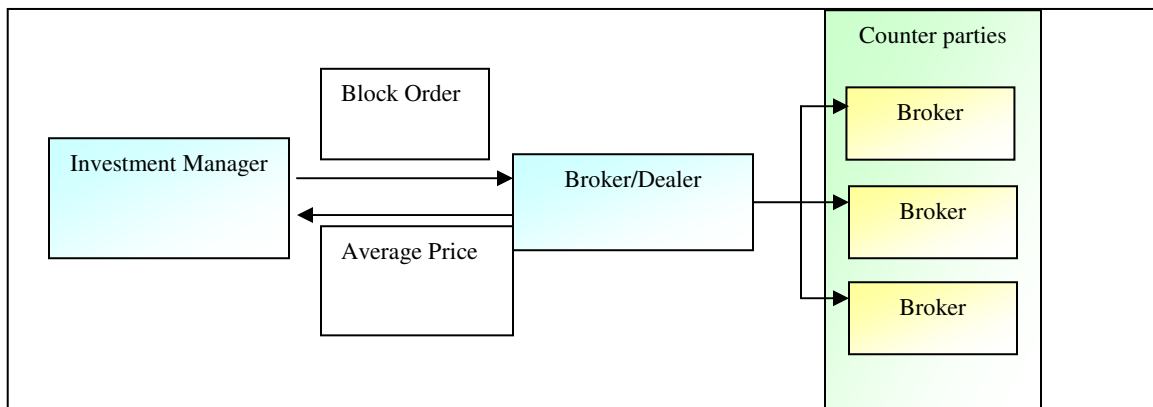 Counter parties
Block Order
Broker
Investment Manager
Broker/Dealer
Broker
Average Price
Broker